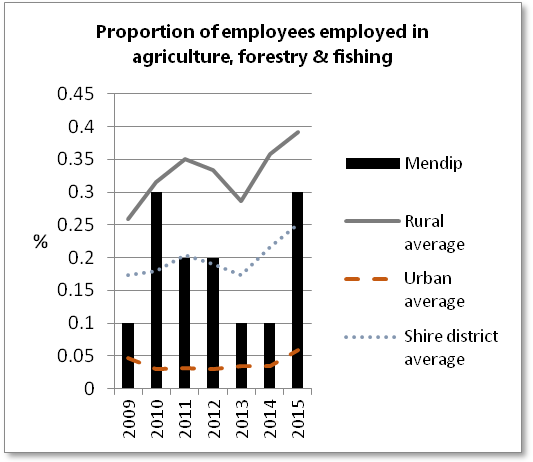 Proportion of employees employed in
agriculture, forestry & fishing
0.45
0.4
0.35
0.3
0.25
0.2
0.15
0.1
0.05
0
%
2009
2010
2011
2012
2013
2014
2015
Mendip
Rural
average
Urban
average
Shire district
average